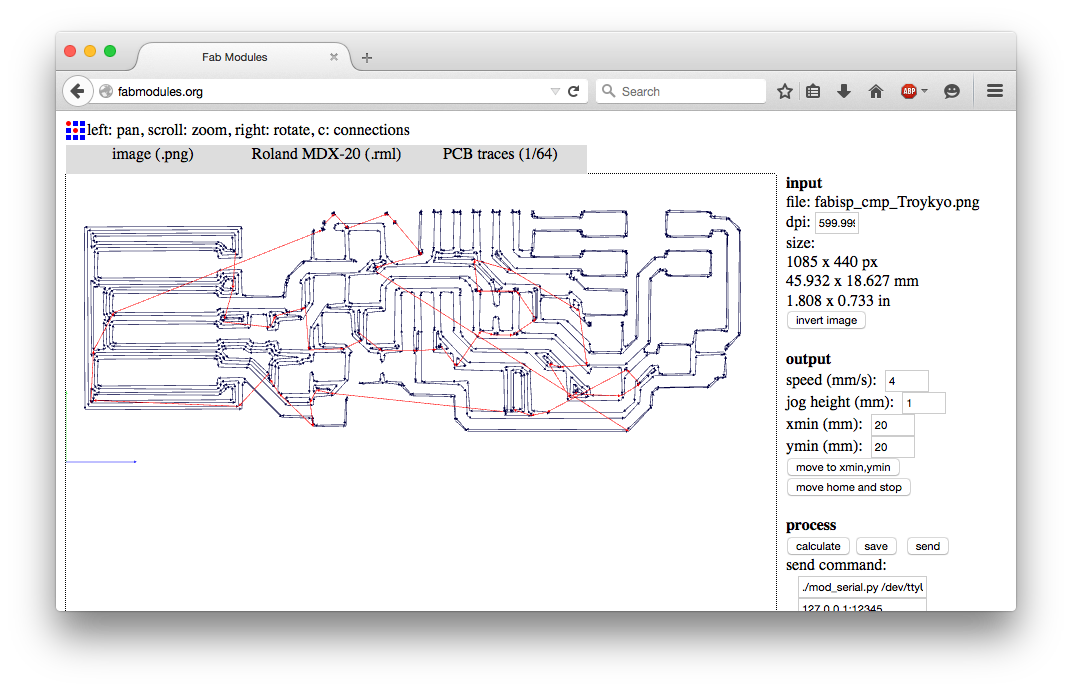 Fab Modules
fabmodules.org
Search
ABP
left: pan, scroll: zoom, right: rotate, c: connections
image (.png) Roland MDX-20 (.rml) PCB traces (1/64)
input
file: fabisp_cmp_Troykyo.png
dpi: 599.999
size:
1085 x 440 px
45.932 x 18.627 mm
1.808 x 0.733 in
invert image
output
speed (mm/s): 4
jog height (mm): 1
xmin (mm): 20
ymin (mm): 20
move to xmin,ymin
move home and stop
process
calculate save send
send command:
./mod_serial.py /dev/ttyU
127.0.0.1:12345